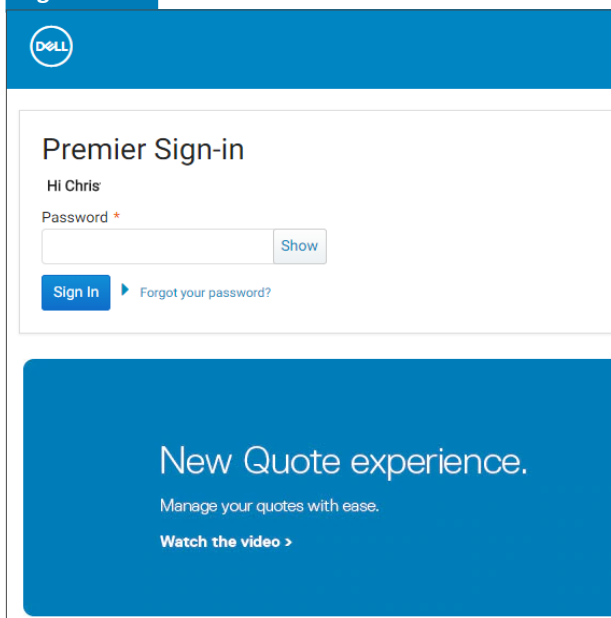 DELL
Premier Sign-in
Hi Chris
Password *
Show
Sign In
Forgot your password?
New Quote experience.
Manage your quotes with ease.
Watch the video >